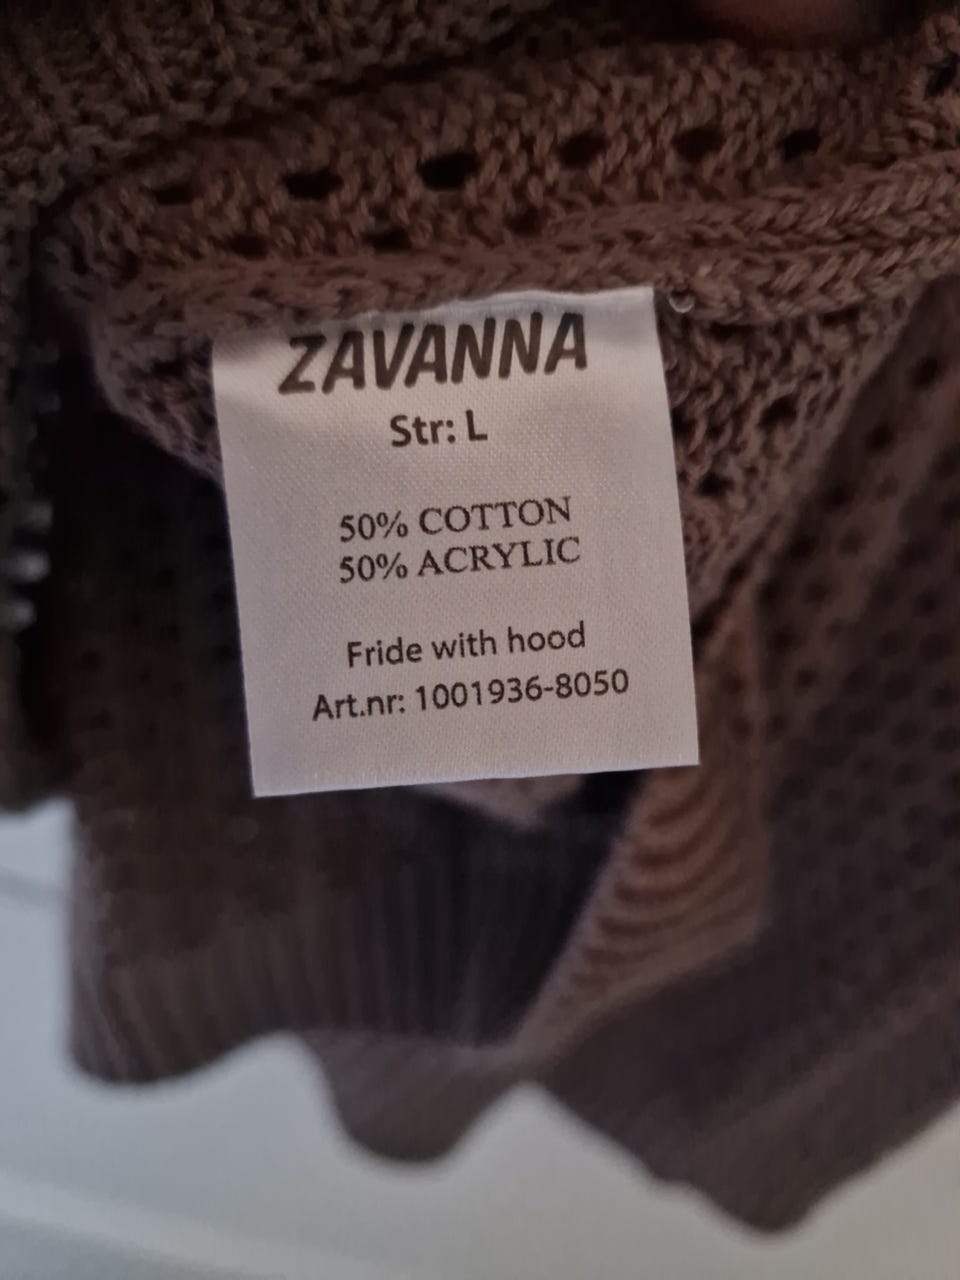 ZAVANNA
Str: L
50% COTTON
50% ACRYLIC
Fride with hood
Art.nr: 1001936-8050